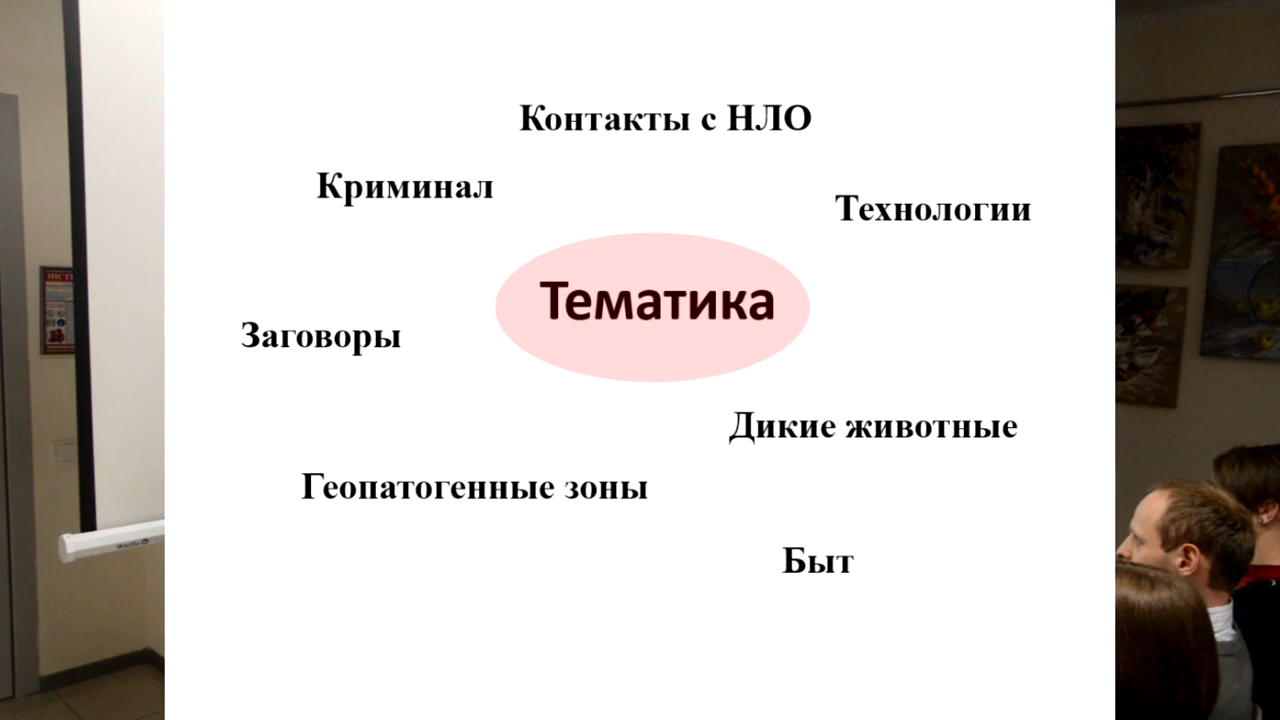 Контакты с НЛО
Криминал
Технологии
Тематика
Заговоры
Дикие животные
Геопатогенные зоны
Быт